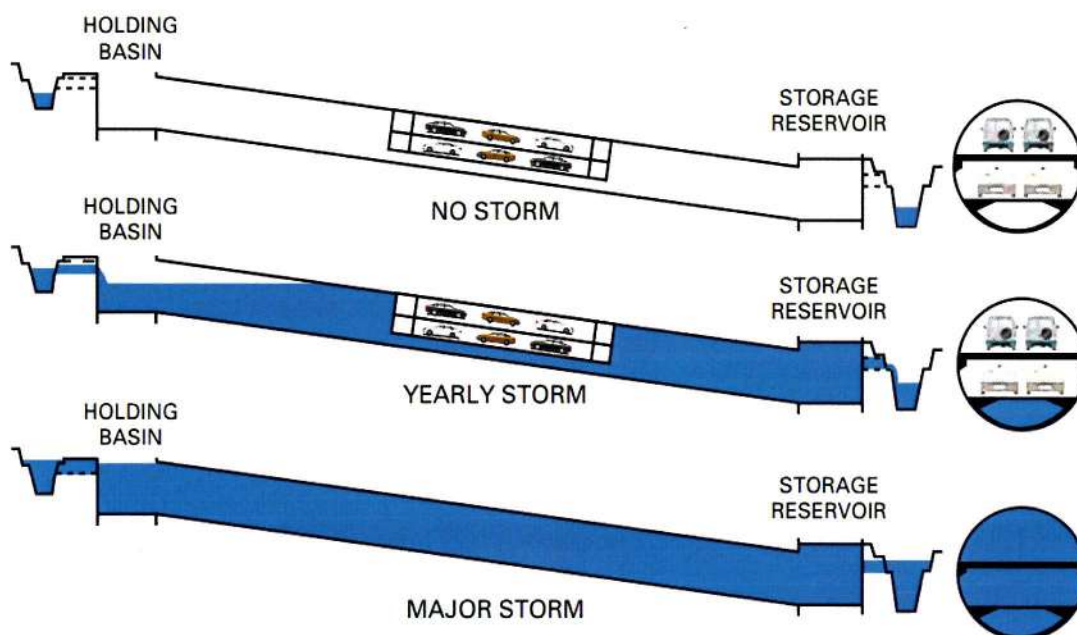 HOLDING
BASIN
STORAGE
RESERVOIR
NO STORM
HOLDING
BASIN
STORAGE
RESERVOIR
YEARLY STORM
HOLDING
BASIN
STORAGE
RESERVOIR
MAJOR STORM